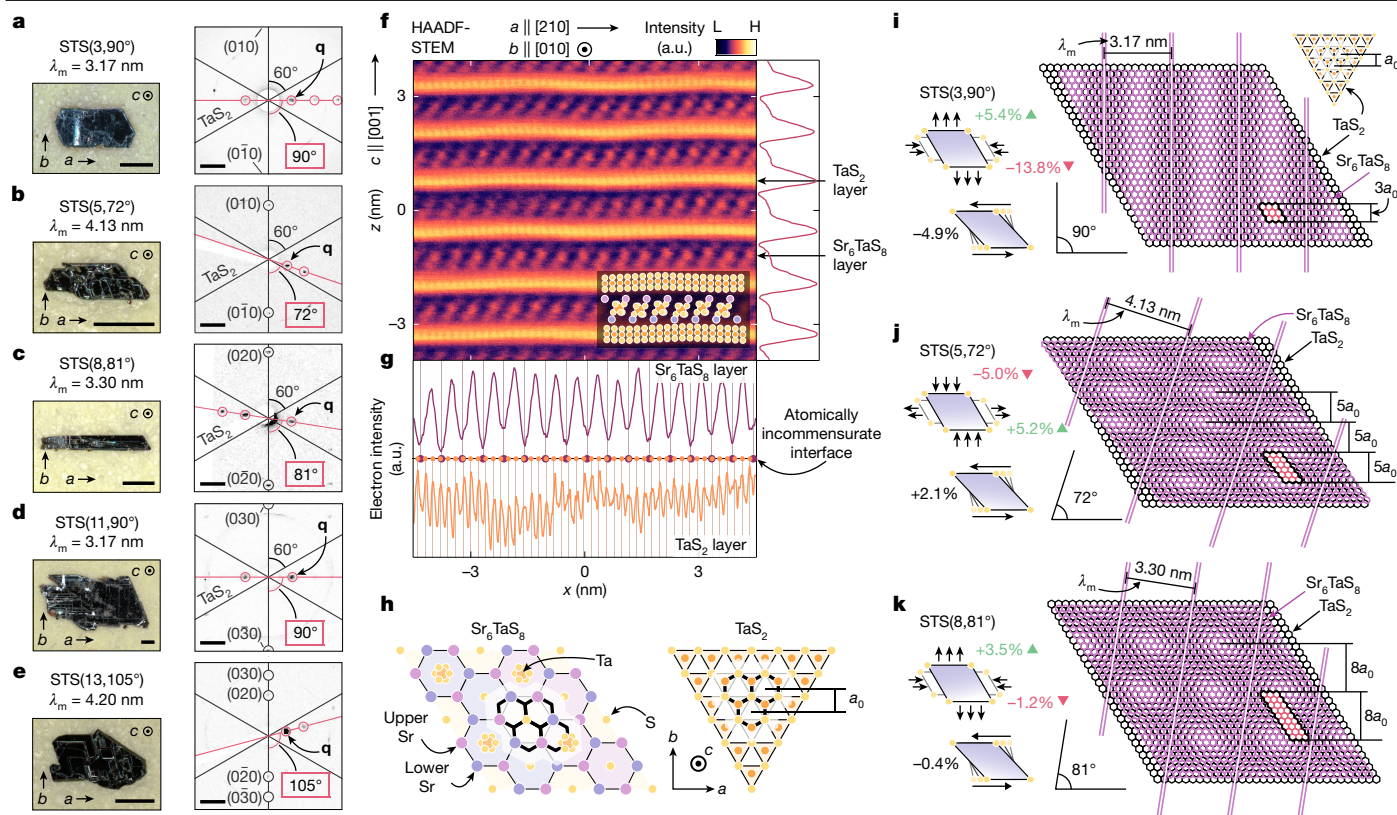 a
STS(3,90°)
λm = 3.17 nm
c
b
a
(010)
60°
q
TaS2
(01̄0)
90°
b
STS(5,72°)
λm = 4.13 nm
c
b
a
(010)
60°
q
TaS2
(01̄0)
72°
c
STS(8,81°)
λm = 3.30 nm
c
b
a
(020)
60°
q
TaS2
(02̄0)
81°
d
STS(11,90°)
λm = 3.17 nm
c
b
a
(030)
60°
q
TaS2
(03̄0)
90°
e
STS(13,105°)
λm = 4.20 nm
c
b
a
(030)
(020)
q
(02̄0)
(03̄0)
105°
f
HAADF-
STEM
a || [210]
b || [010]
Intensity
(a.u.)
L H
c || [001]
z (nm)
3
0
−3
TaS2
layer
Sr6TaS8
layer
g
Sr6TaS8 layer
Electron intensity
(a.u.)
Atomically
incommensurate
interface
TaS2 layer
−3 0 3
x (nm)
h
Sr6TaS8
Ta
Upper
Sr
Lower
Sr
S
TaS2
a0
b
c
a
i
λm
3.17 nm
a0
STS(3,90°)
+5.4%
−13.8%
−4.9%
90°
TaS2
Sr6TaS8
3a0
j
λm
4.13 nm
Sr6TaS8
TaS2
STS(5,72°)
−5.0%
+5.2%
+2.1%
72°
5a0
5a0
5a0
k
λm
3.30 nm
Sr6TaS8
TaS2
STS(8,81°)
+3.5%
−1.2%
−0.4%
81°
8a0
8a0